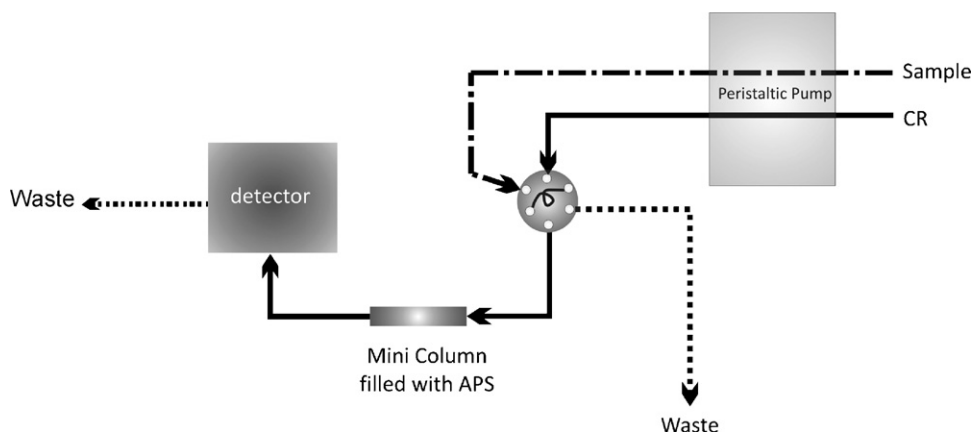 Sample
Peristaltic Pump
CR
Waste
detector
Mini Column
filled with APS
Waste